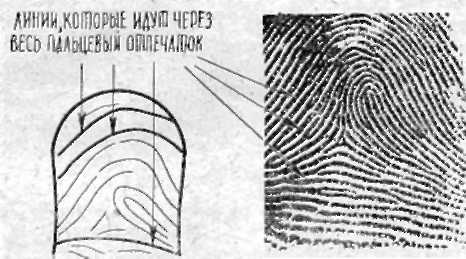 ЛИНИИ, КОТОРЫЕ ИДУТ ЧЕРЕЗ
ВЕСЬ ПАЛЬЦЕВЫЙ ОТПЕЧАТОК